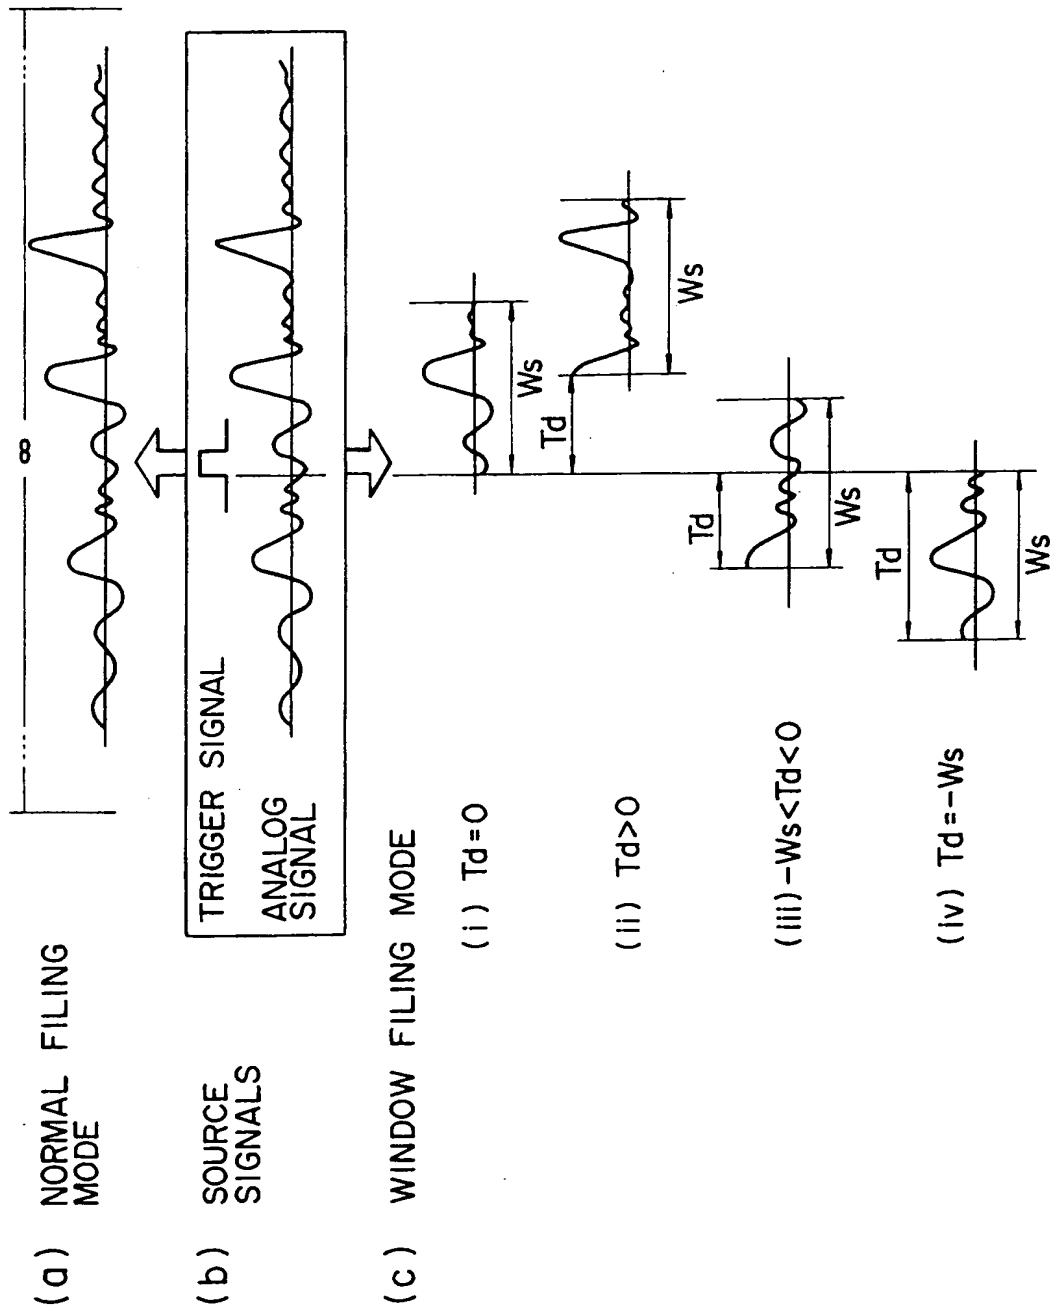 (a) NORMAL FILING
MODE
∞
(b) SOURCE
SIGNALS
TRIGGER SIGNAL
ANALOG
SIGNAL
(c) WINDOW FILING MODE
(i) Td=0
Ws
(ii) Td>0
Td
Ws
(iii) -Ws<Td<0
Td
Ws
(iv) Td=-Ws
Td
Ws